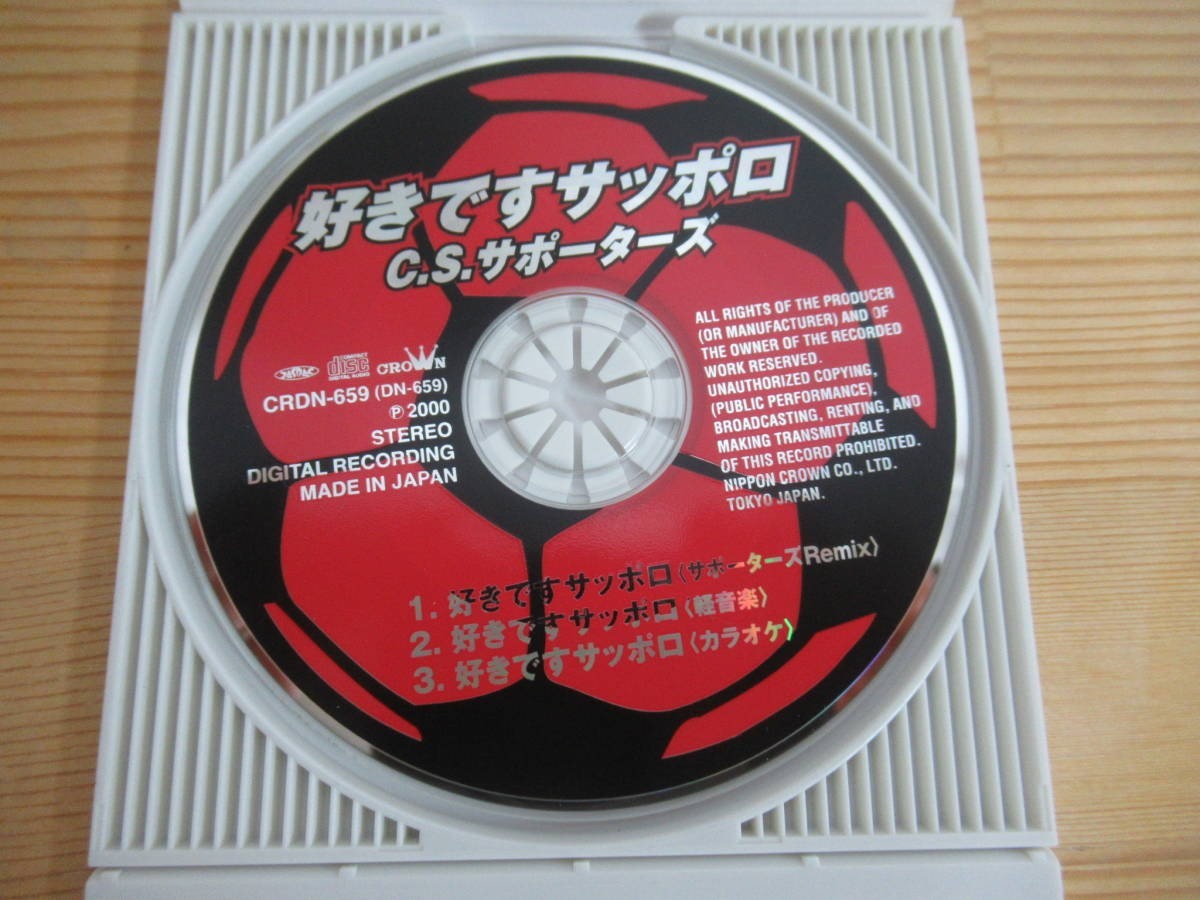 好きですサッポロ
C.S.サポーターズ
COMPACT
disc
DIGITAL AUDIO
CROWN
CRDN-659 (DN-659)
Ⓟ2000
STEREO
DIGITAL RECORDING
MADE IN JAPAN
ALL RIGHTS OF THE PRODUCER
(OR MANUFACTURER) AND OF
THE OWNER OF THE RECORDED
WORK RESERVED.
UNAUTHORIZED COPYING,
(PUBLIC PERFORMANCE),
BROADCASTING, RENTING, AND
MAKING TRANSMITTABLE
OF THIS RECORD PROHIBITED.
NIPPON CROWN CO., LTD.
TOKYO JAPAN.
1. 好きですサッポロ〈サポーターズRemix〉
2. 好きですサッポロ〈軽音楽〉
3. 好きですサッポロ〈カラオケ〉